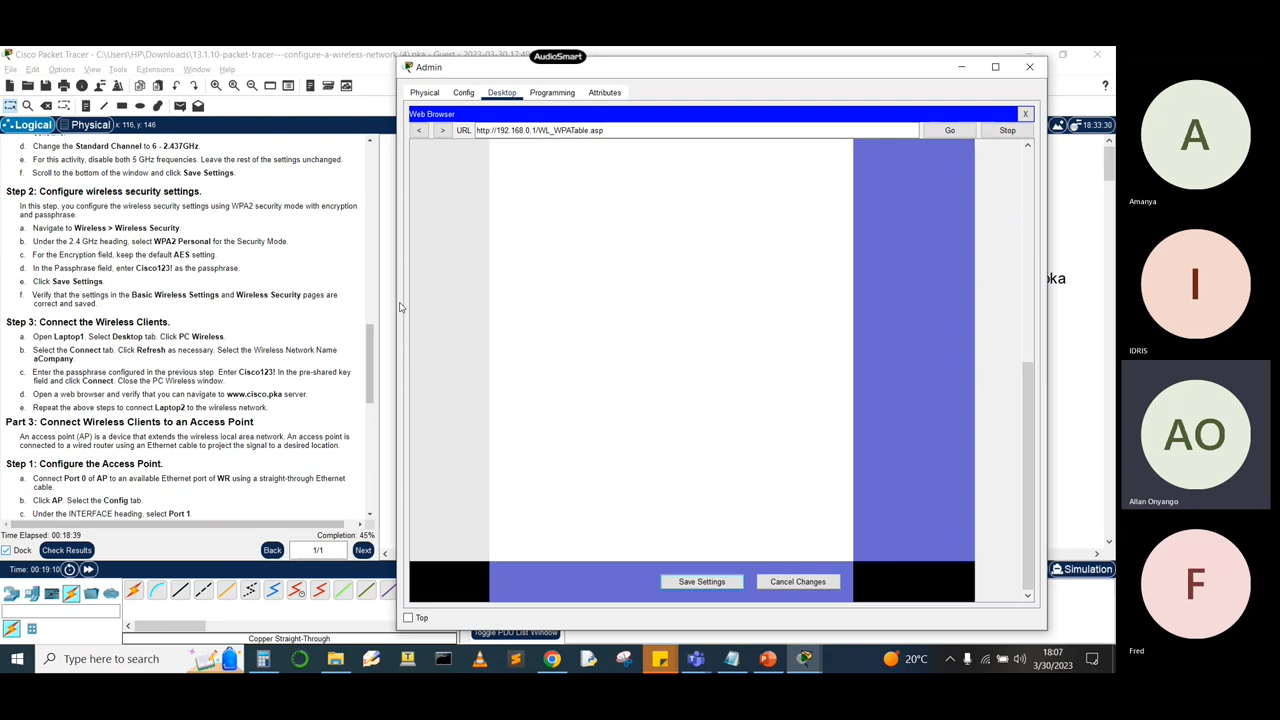 AudioSmart
Cisco Packet Tracer - C:\Users\HP\Downloads\13.1.10-packet-tracer---configure-a-wireless-network (4).pka - Guest - 2023-03-30 17:49
File Edit Options View Tools Extensions Window Help
Logical Physical x: 116, y: 146
18:33:30
d. Change the Standard Channel to 6 - 2.437GHz.
e. For this activity, disable both 5 GHz frequencies. Leave the rest of the settings unchanged.
f. Scroll to the bottom of the window and click Save Settings.
Step 2: Configure wireless security settings.
In this step, you configure the wireless security settings using WPA2 security mode with encryption
and passphrase.
a. Navigate to Wireless > Wireless Security.
b. Under the 2.4 GHz heading, select WPA2 Personal for the Security Mode.
c. For the Encryption field, keep the default AES setting.
d. In the Passphrase field, enter Cisco123! as the passphrase.
e. Click Save Settings.
f. Verify that the settings in the Basic Wireless Settings and Wireless Security pages are
correct and saved.
Step 3: Connect the Wireless Clients.
a. Open Laptop1. Select Desktop tab. Click PC Wireless.
b. Select the Connect tab. Click Refresh as necessary. Select the Wireless Network Name
aCompany.
c. Enter the passphrase configured in the previous step. Enter Cisco123! In the pre-shared key
field and click Connect. Close the PC Wireless window.
d. Open a web browser and verify that you can navigate to www.cisco.pka server.
e. Repeat the above steps to connect Laptop2 to the wireless network.
Part 3: Connect Wireless Clients to an Access Point
An access point (AP) is a device that extends the wireless local area network. An access point is
connected to a wired router using an Ethernet cable to project the signal to a desired location.
Step 1: Configure the Access Point.
a. Connect Port 0 of AP to an available Ethernet port of WR using a straight-through Ethernet
cable.
b. Click AP. Select the Config tab.
c. Under the INTERFACE heading, select Port 1.
Time Elapsed: 00:18:39 Completion: 45%
Dock Check Results Back 1/1 Next
Time: 00:19:10
Simulation
Copper Straight-Through
Toggle PDU List Window
Admin
Physical Config Desktop Programming Attributes
Web Browser X
< > URL http://192.168.0.1/WL_WPATable.asp Go Stop
Save Settings Cancel Changes
Top
Type here to search
20°C
18:07
3/30/2023
A
Amanya
I
IDRIS
AO
Allan Onyango
F
Fred